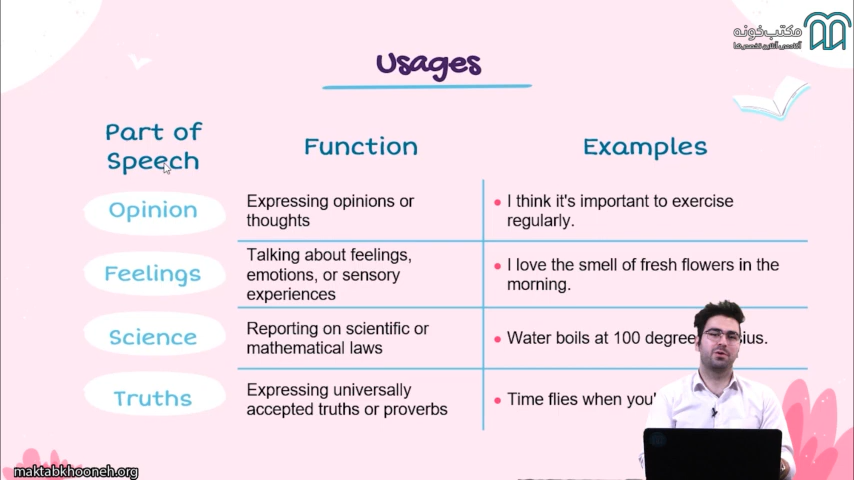 مکتب‌خونه
آکادمی آنلاین تخصص‌ها
Usages
Part of
Speech
Function
Examples
Opinion
Expressing opinions or
thoughts
• I think it's important to exercise
regularly.
Feelings
Talking about feelings,
emotions, or sensory
experiences
• I love the smell of fresh flowers in the
morning.
Science
Reporting on scientific or
mathematical laws
• Water boils at 100 degree
ius.
Truths
Expressing universally
accepted truths or proverbs
• Time flies when you'
maktabkhooneh.org